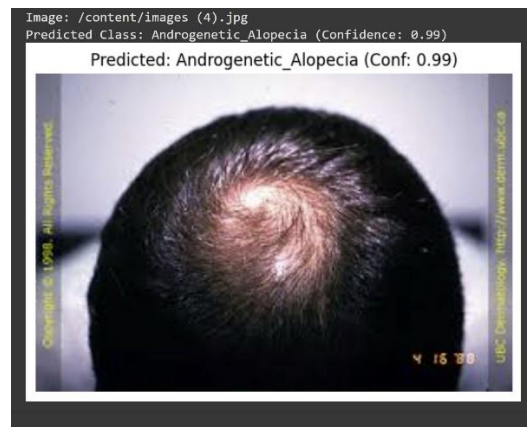 Image: /content/images (4).jpg
Predicted Class: Androgenetic_Alopecia (Confidence: 0.99)
Predicted: Androgenetic_Alopecia (Conf: 0.99)
Copyright © 1998. All Rights Reserved.
UBC Dermatology. http://www.derm.ubc.ca
4 16 '88